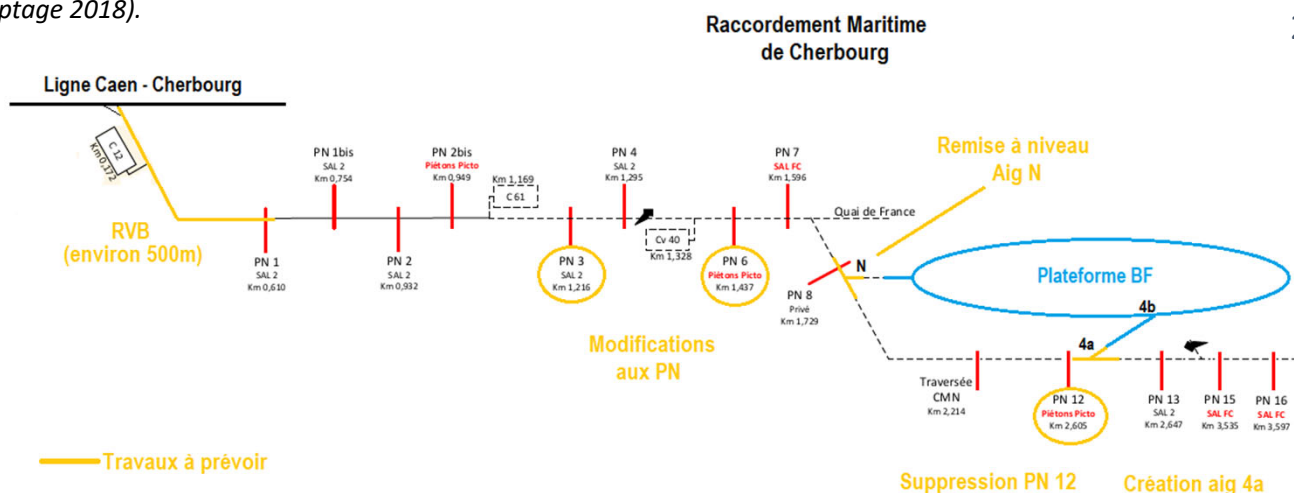 ptage 2018).
Raccordement Maritime
de Cherbourg
Ligne Caen - Cherbourg
C 12
Km 0,372
RVB
(environ 500m)
PN 1
SAL 2
Km 0,610
PN 1bis
SAL 2
Km 0,754
PN 2
SAL 2
Km 0,932
PN 2bis
Piétons Picto
Km 0,949
Km 1,169
C 61
PN 3
SAL 2
Km 1,216
PN 4
SAL 2
Km 1,295
Cv 40
Km 1,328
PN 6
Piétons Picto
Km 1,437
PN 7
SAL FC
Km 1,596
Modifications
aux PN
Quai de France
Remise à niveau
Aig N
N
PN 8
Privé
Km 1,729
Plateforme BF
4b
4a
Traversée
CMN
Km 2,214
PN 12
Piétons Picto
Km 2,605
PN 13
SAL 2
Km 2,647
PN 15
SAL FC
Km 3,535
PN 16
SAL FC
Km 3,597
Travaux à prévoir
Suppression PN 12
Création aig 4a